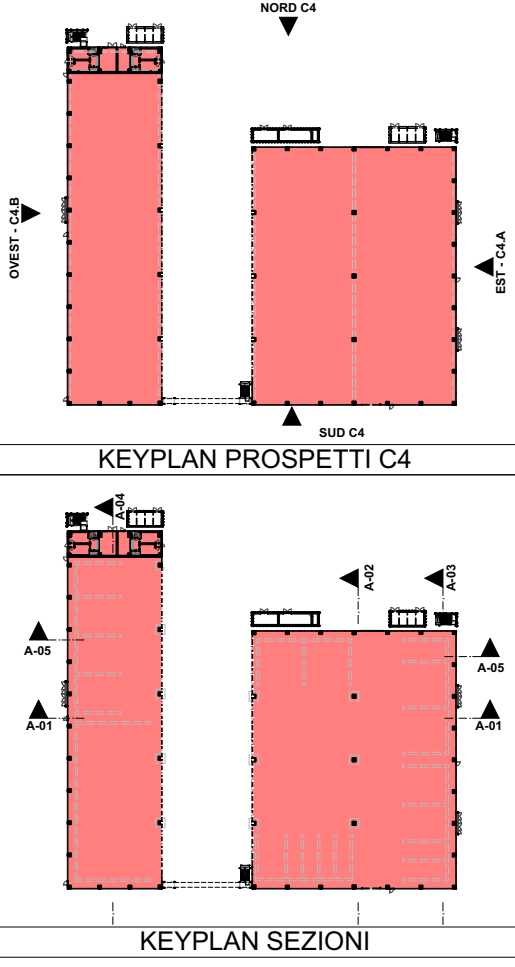 NORD C4
OVEST - C4.B
EST - C4.A
SUD C4
KEYPLAN PROSPETTI C4
A-04
A-02
A-03
A-05
A-05
A-01
A-01
KEYPLAN SEZIONI